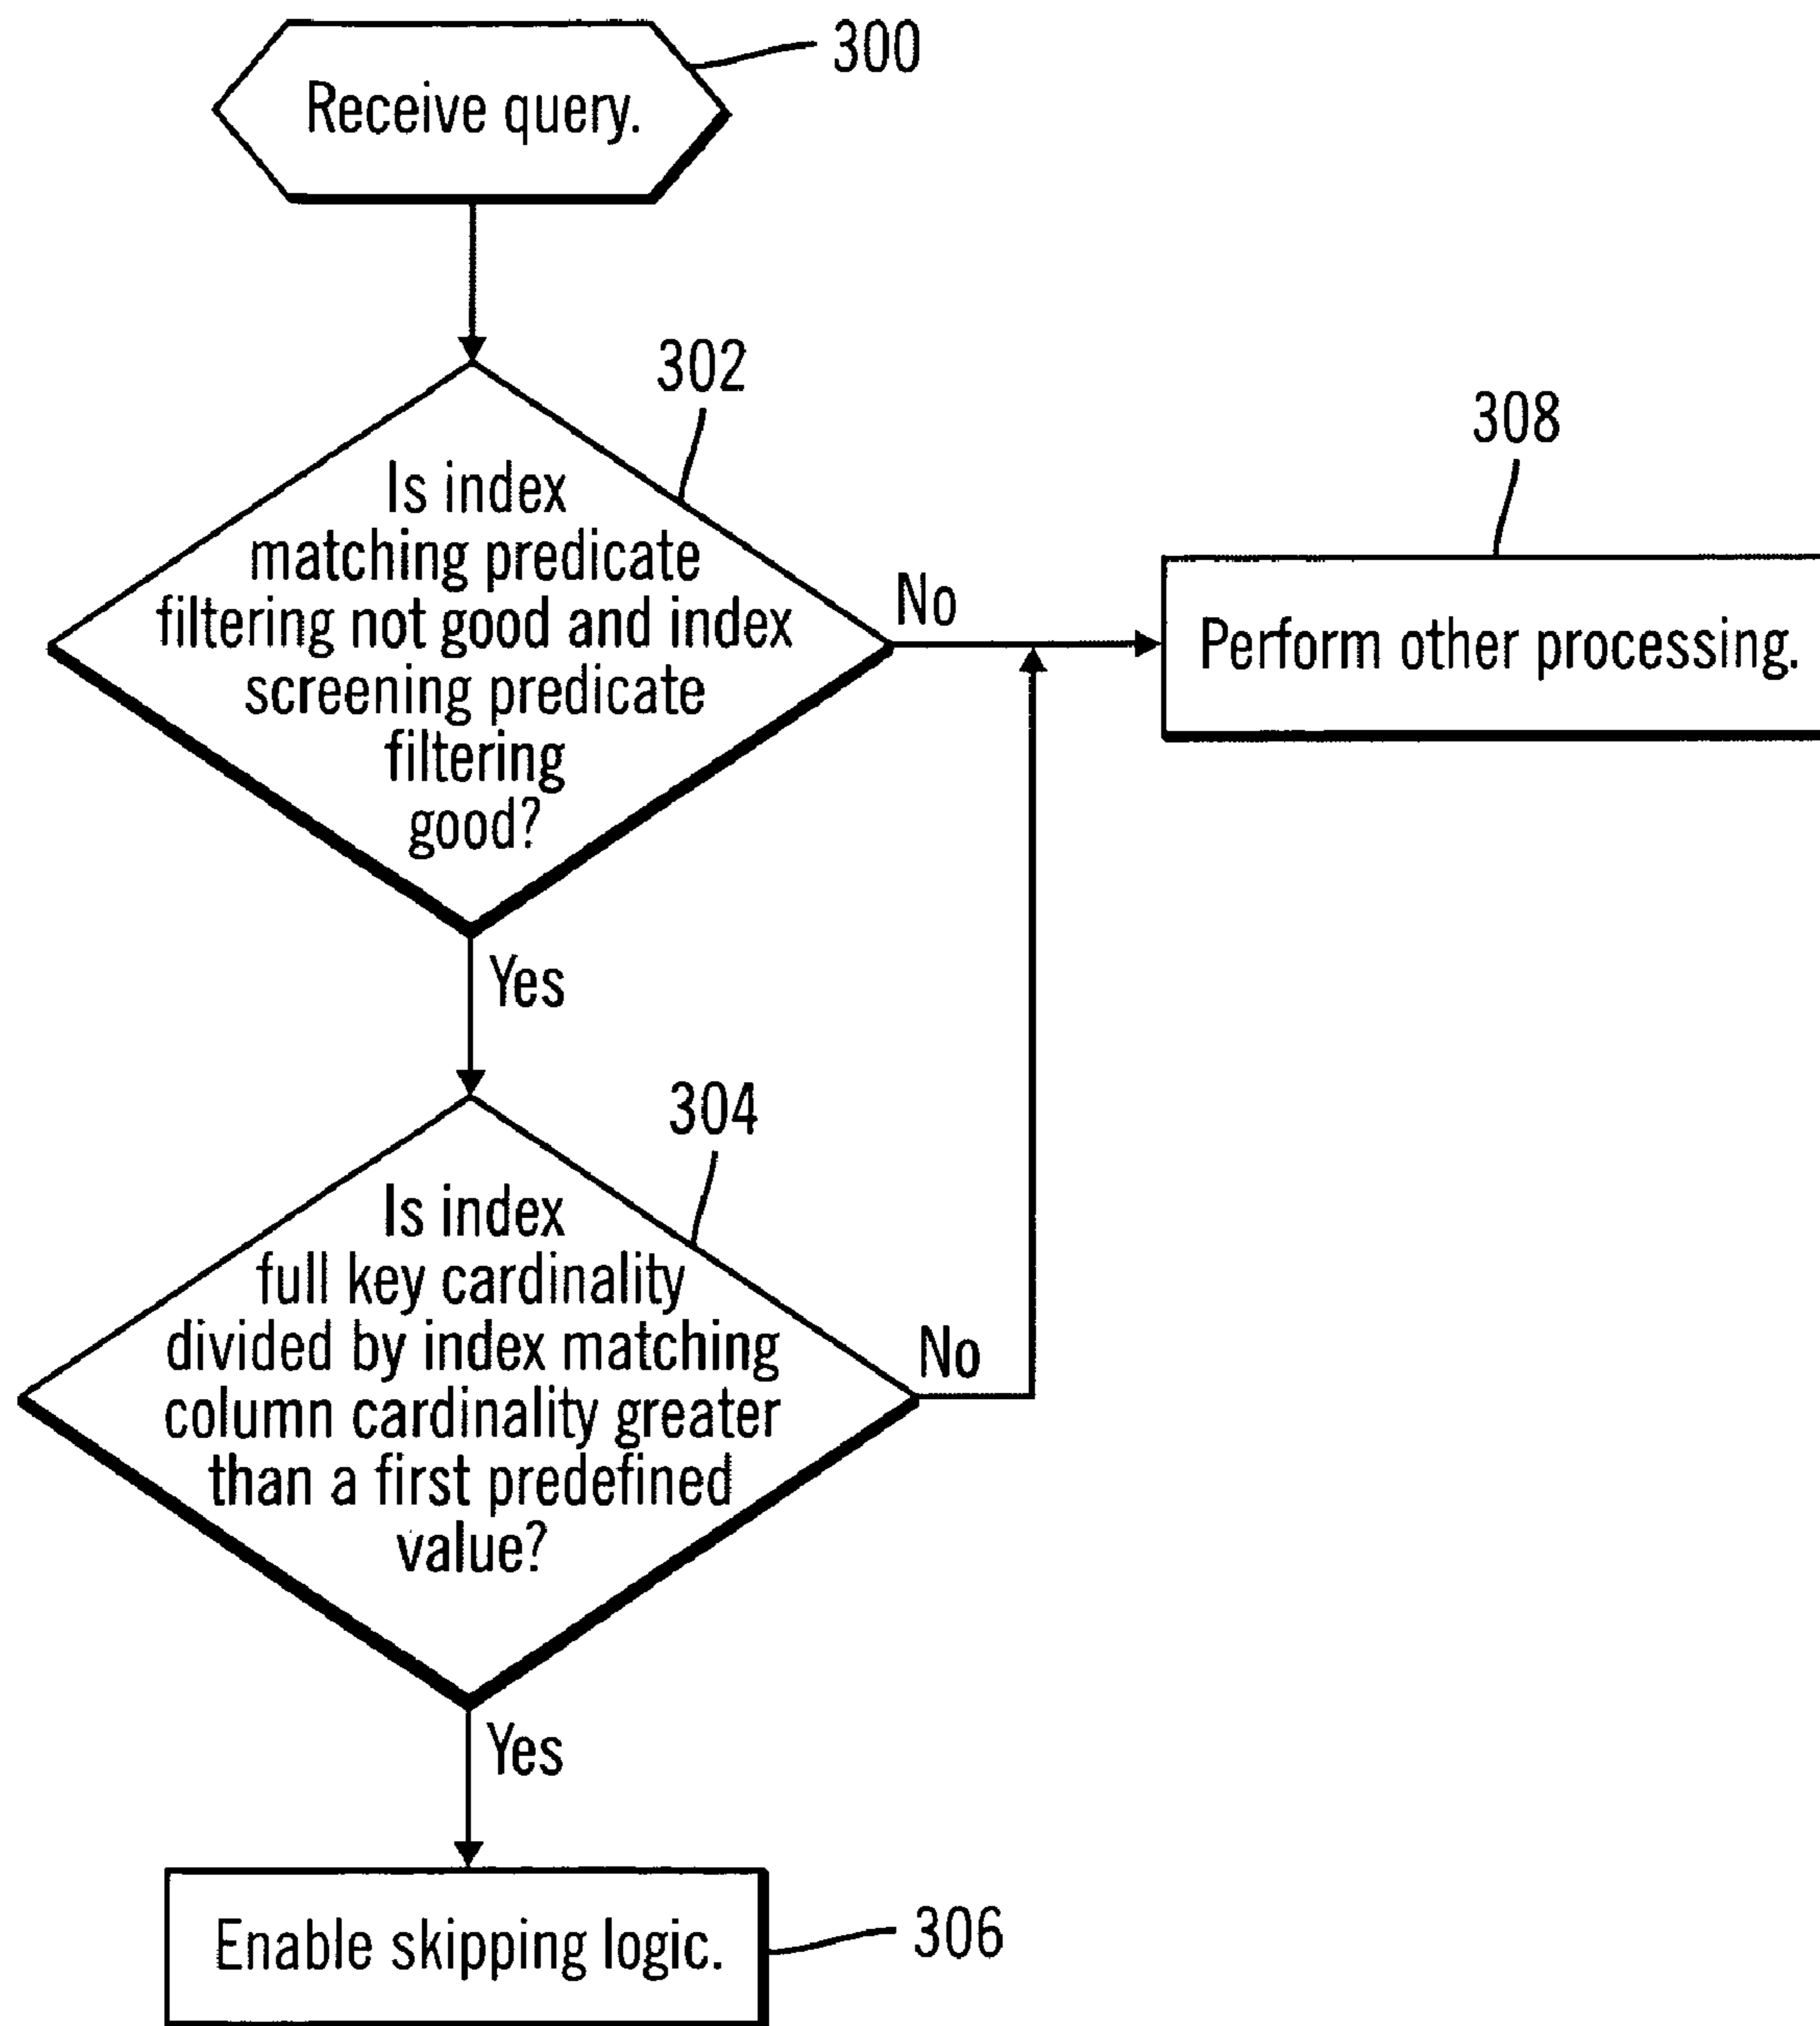 300
Receive query.
302
Is index
matching predicate
filtering not good and index
screening predicate
filtering
good?
No
308
Perform other processing.
Yes
304
Is index
full key cardinality
divided by index matching
column cardinality greater
than a first predefined
value?
No
Yes
Enable skipping logic.
306